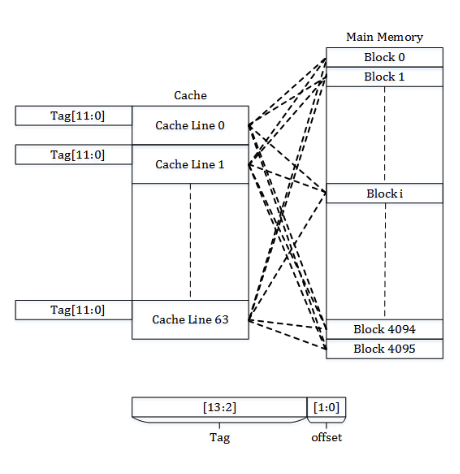 Main Memory
Block 0
Block 1
Cache
Tag[11:0]
Cache Line 0
Tag[11:0]
Cache Line 1
Block i
Tag[11:0]
Cache Line 63
Block 4094
Block 4095
[13:2]
[1:0]
Tag
offset